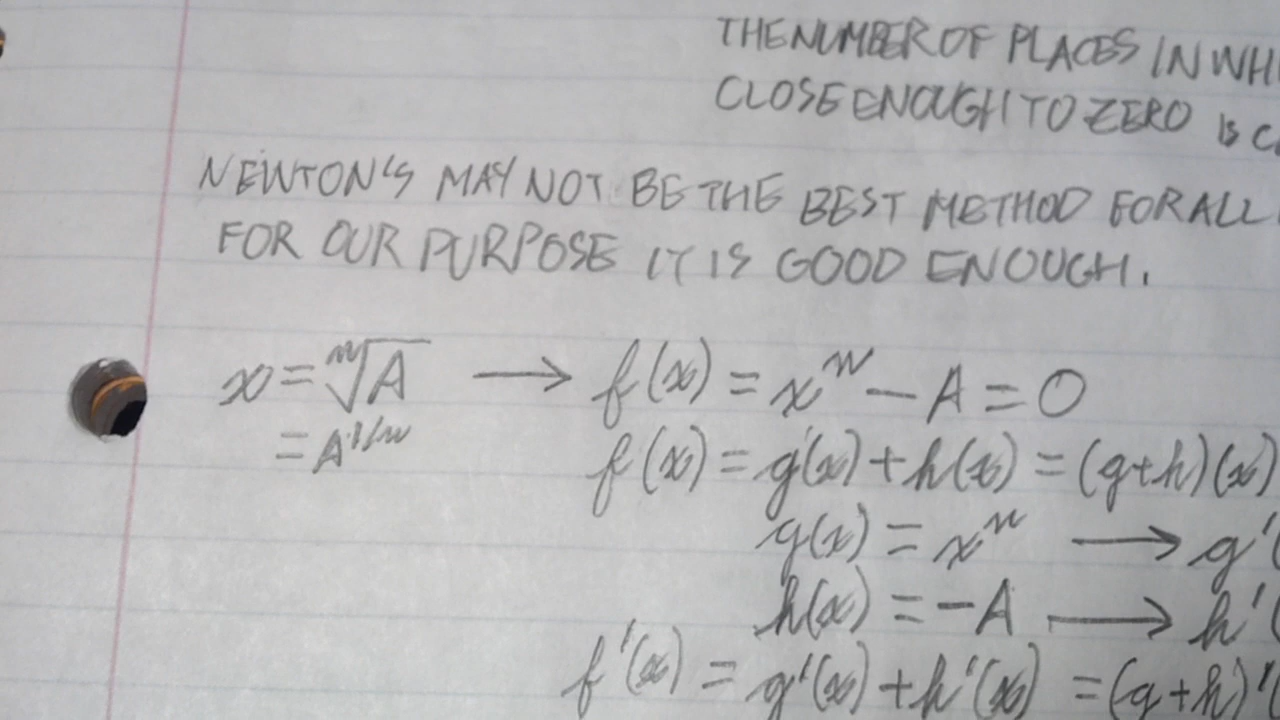 THE NUMBER OF PLACES IN WHI
CLOSE ENOUGH TO ZERO IS
NEWTON'S MAY NOT BE THE BEST METHOD FOR ALL
FOR OUR PURPOSE IT IS GOOD ENOUGH.
x = ⁿ√A → f(x) = xⁿ − A = 0
= A^1/n
f(x) = g(x) + h(x) = (g+h)(x)
g(x) = xⁿ → g'(
h(x) = −A → h'(
f'(x) = g'(x) + h'(x) = (g+h)'(